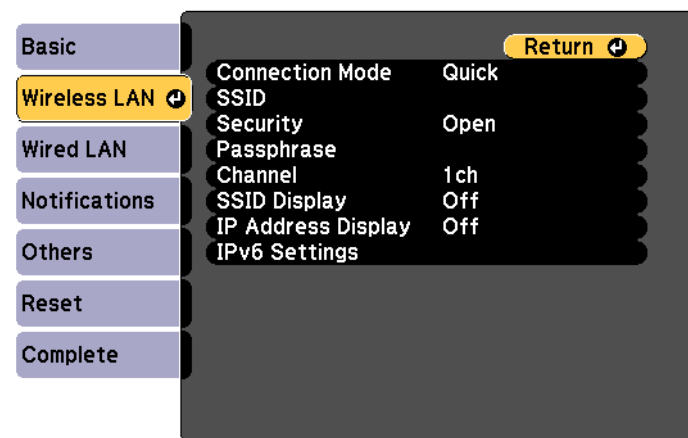 Basic
Wireless LAN
Wired LAN
Notifications
Others
Reset
Complete
Return
Connection Mode Quick
SSID
Security Open
Passphrase
Channel 1ch
SSID Display Off
IP Address Display Off
IPv6 Settings